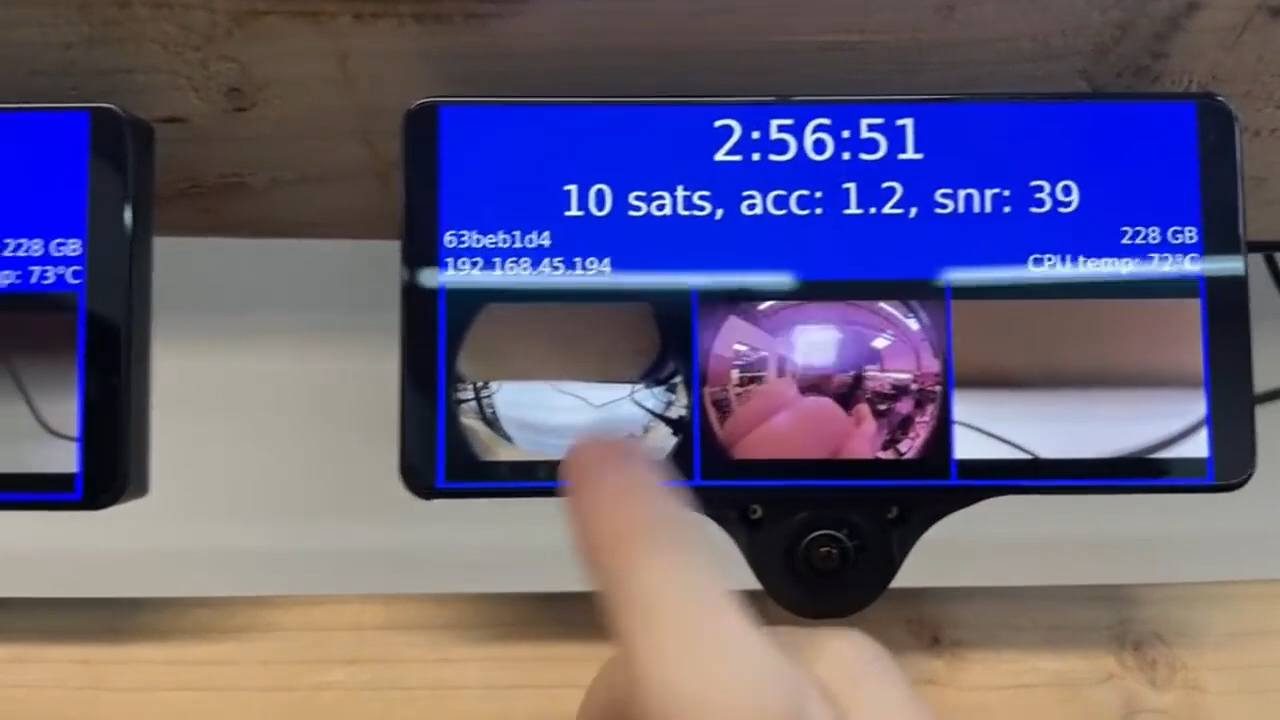 228 GB
p: 73°C
2:56:51
10 sats, acc: 1.2, snr: 39
63beb1d4
228 GB
192.168.45.194
CPU temp: 72°C